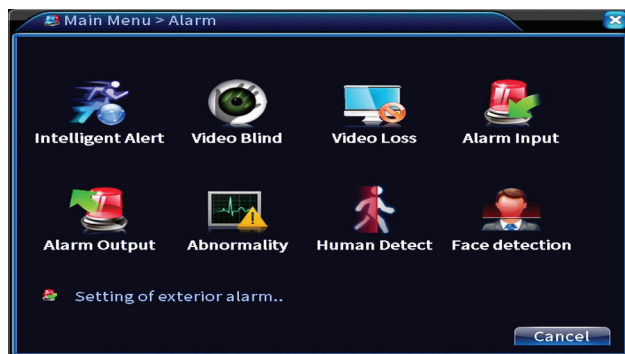 Main Menu > Alarm
Intelligent Alert Video Blind Video Loss Alarm Input
Alarm Output Abnormality Human Detect Face detection
Setting of exterior alarm..
Cancel